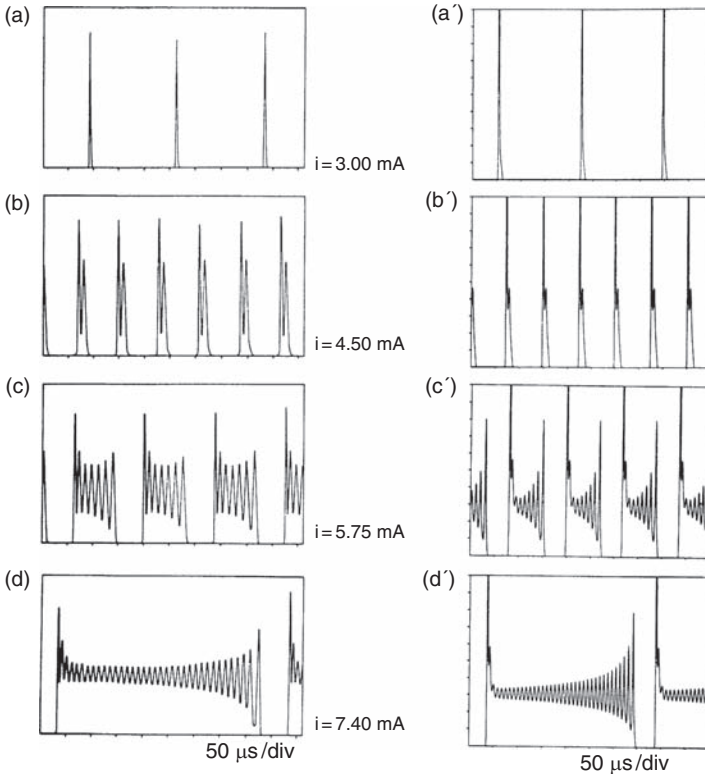 (a)
(a´)
i = 3.00 mA
(b)
(b´)
i = 4.50 mA
(c)
(c´)
i = 5.75 mA
(d)
(d´)
i = 7.40 mA
50 μs/div
50 μs/div